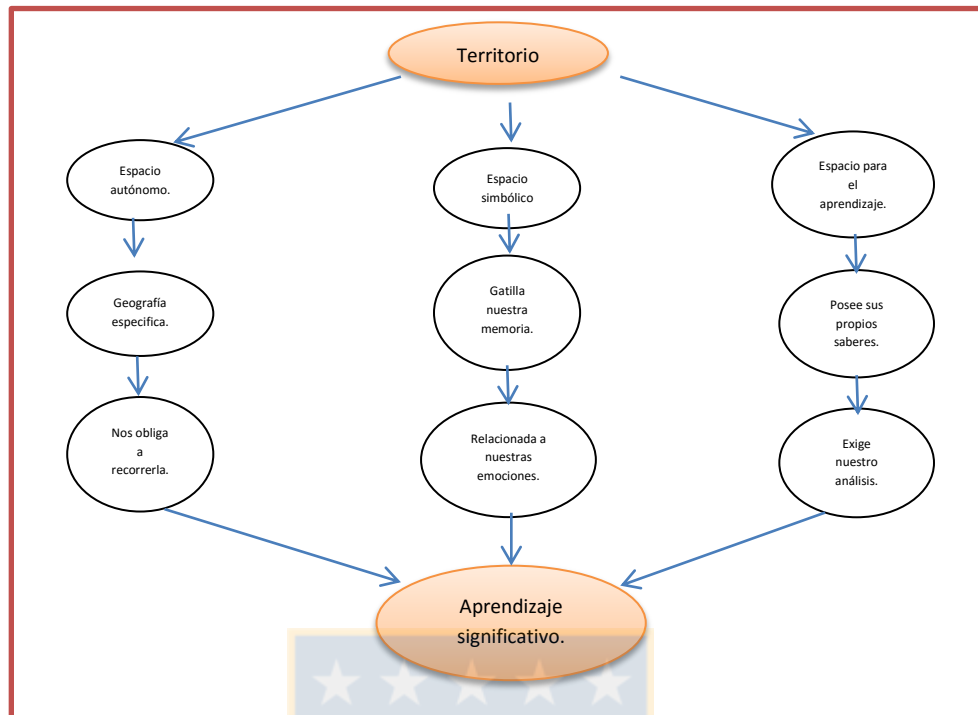 Territorio
Espacio
autónomo.
Espacio
simbólico
Espacio para
el
aprendizaje.
Geografía
especifica.
Gatilla
nuestra
memoria.
Posee sus
propios
saberes.
Nos obliga
a
recorrerla.
Relacionada a
nuestras
emociones.
Exige
nuestro
análisis.
Aprendizaje
significativo.